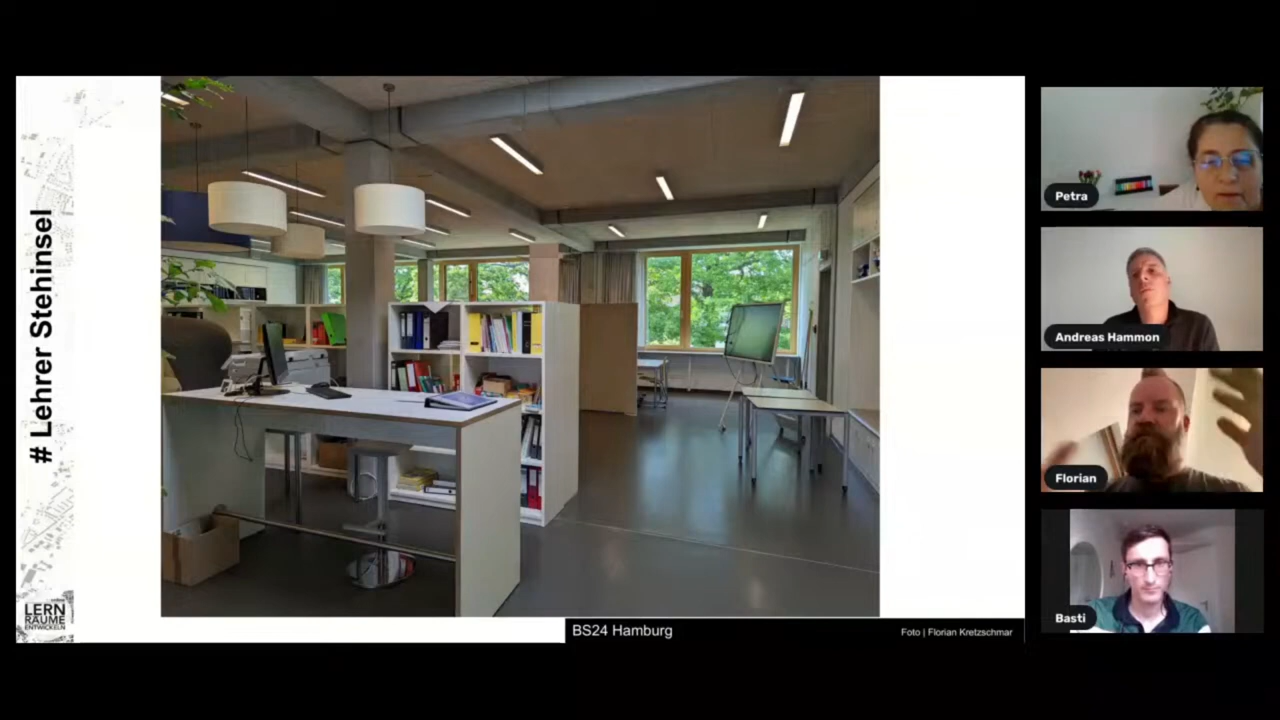 # Lehrer Stehinsel
LERN
RÄUME
ENTWICKELN
BS24 Hamburg
Foto | Florian Kretzschmar
Petra
Andreas Hammon
Florian
Basti